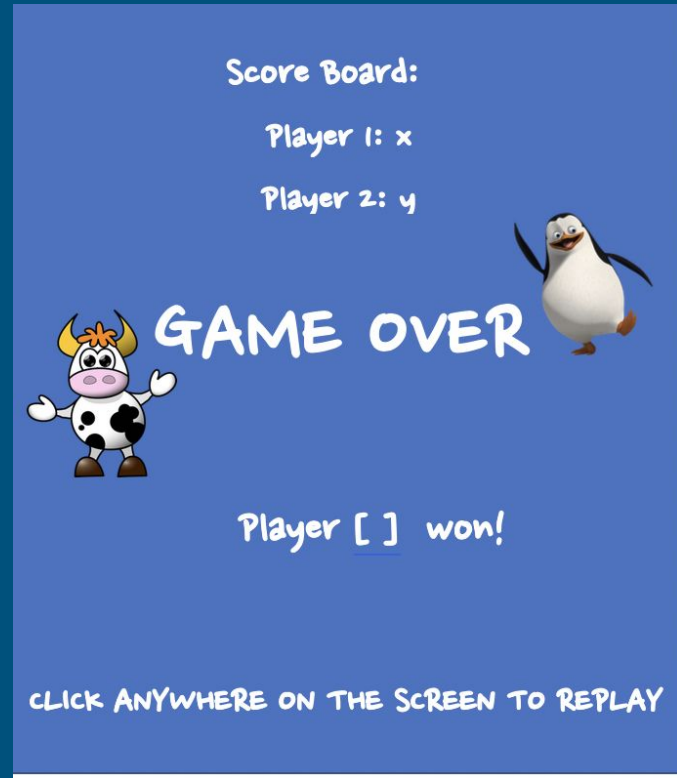 Score Board:
Player 1: x
Player 2: y
GAME OVER
Player [ ] won!
CLICK ANYWHERE ON THE SCREEN TO REPLAY